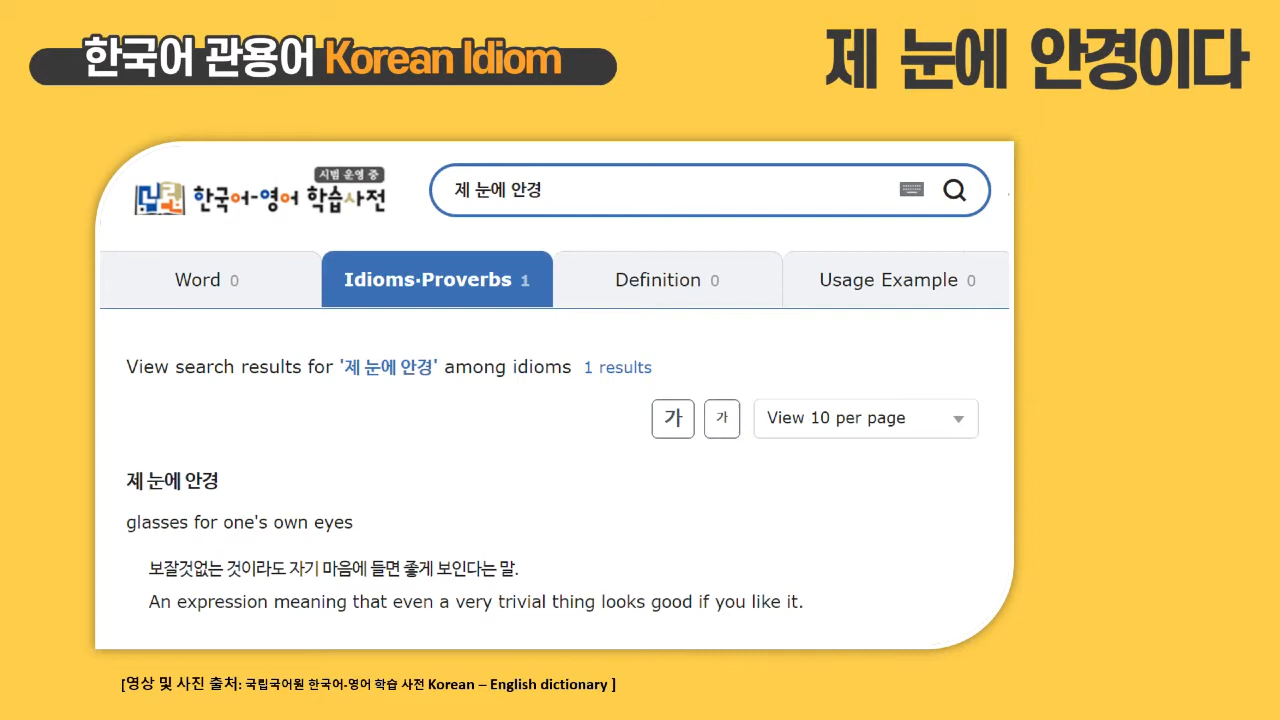 한국어 관용어 Korean Idiom
제 눈에 안경이다
시범 운영 중
한국어-영어 학습사전
제 눈에 안경
Word 0
Idioms·Proverbs 1
Definition 0
Usage Example 0
View search results for '제 눈에 안경' among idioms 1 results
가 가 View 10 per page
제 눈에 안경
glasses for one's own eyes
보잘것없는 것이라도 자기 마음에 들면 좋게 보인다는 말.
An expression meaning that even a very trivial thing looks good if you like it.
[영상 및 사진 출처: 국립국어원 한국어-영어 학습 사전 Korean – English dictionary ]